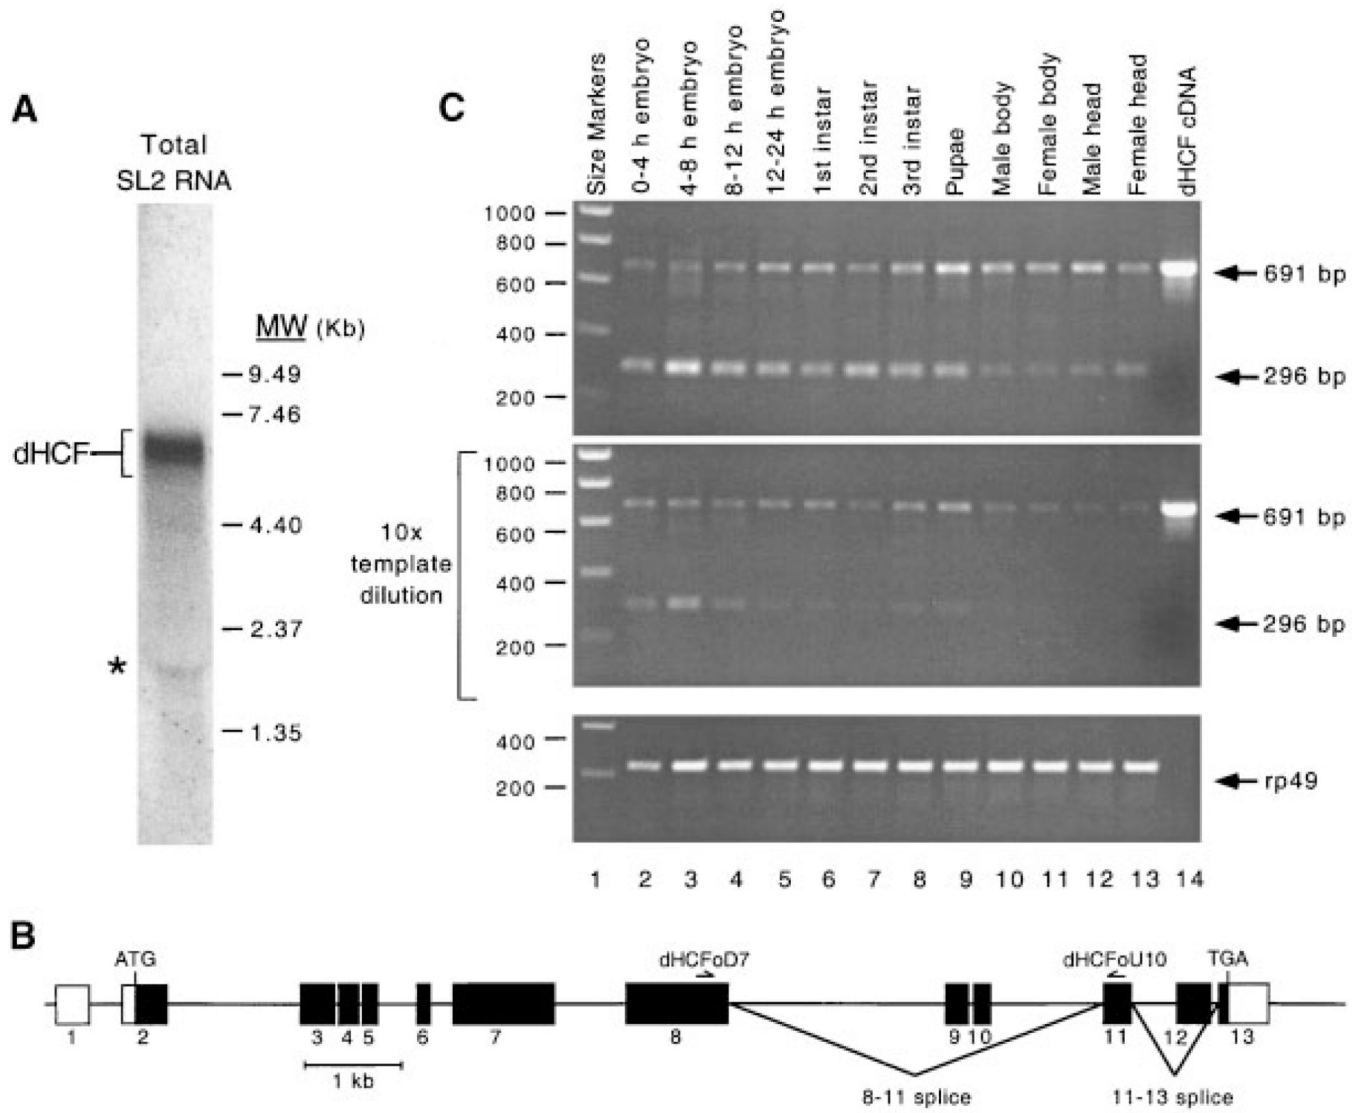 A
Total
SL2 RNA
MW (Kb)
9.49
7.46
dHCF
4.40
2.37
*
1.35
C
Size Markers
0-4 h embryo
4-8 h embryo
8-12 h embryo
12-24 h embryo
1st instar
2nd instar
3rd instar
Pupae
Male body
Female body
Male head
Female head
dHCF cDNA
1000
800
600
400
200
691 bp
296 bp
10x
template
dilution
1000
800
600
400
200
691 bp
296 bp
400
200
rp49
1 2 3 4 5 6 7 8 9 10 11 12 13 14
B
ATG dHCFoD7 dHCFoU10 TGA
1 2 3 4 5 6 7 8 9 10 11 12 13
1 kb
8-11 splice 11-13 splice